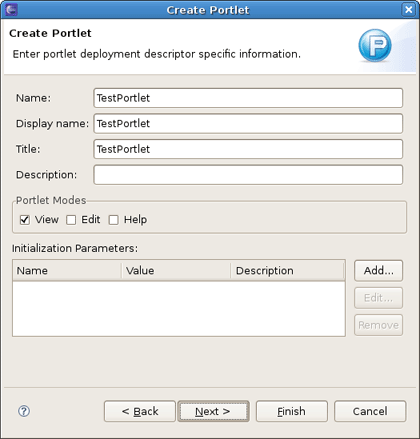 Create Portlet
Create Portlet
Enter portlet deployment descriptor specific information.
P
Name: TestPortlet
Display name: TestPortlet
Title: TestPortlet
Description:
Portlet Modes
View Edit Help
Initialization Parameters:
Name Value Description
Add...
Edit...
Remove
? < Back Next > Finish Cancel